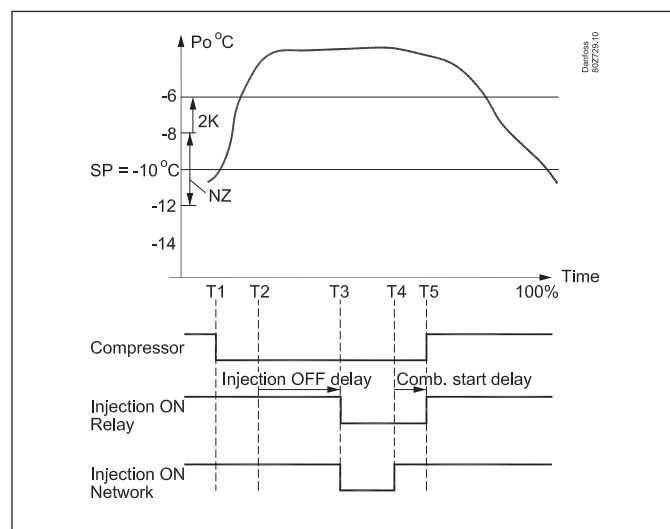 Po °C
Danfoss
80Z729.10
-6
2K
-8
SP = -10 °C
NZ
-12
-14
Time
T1 T2 T3 T4 T5 100%
Compressor
Injection OFF delay
Comb. start delay
Injection ON
Relay
Injection ON
Network